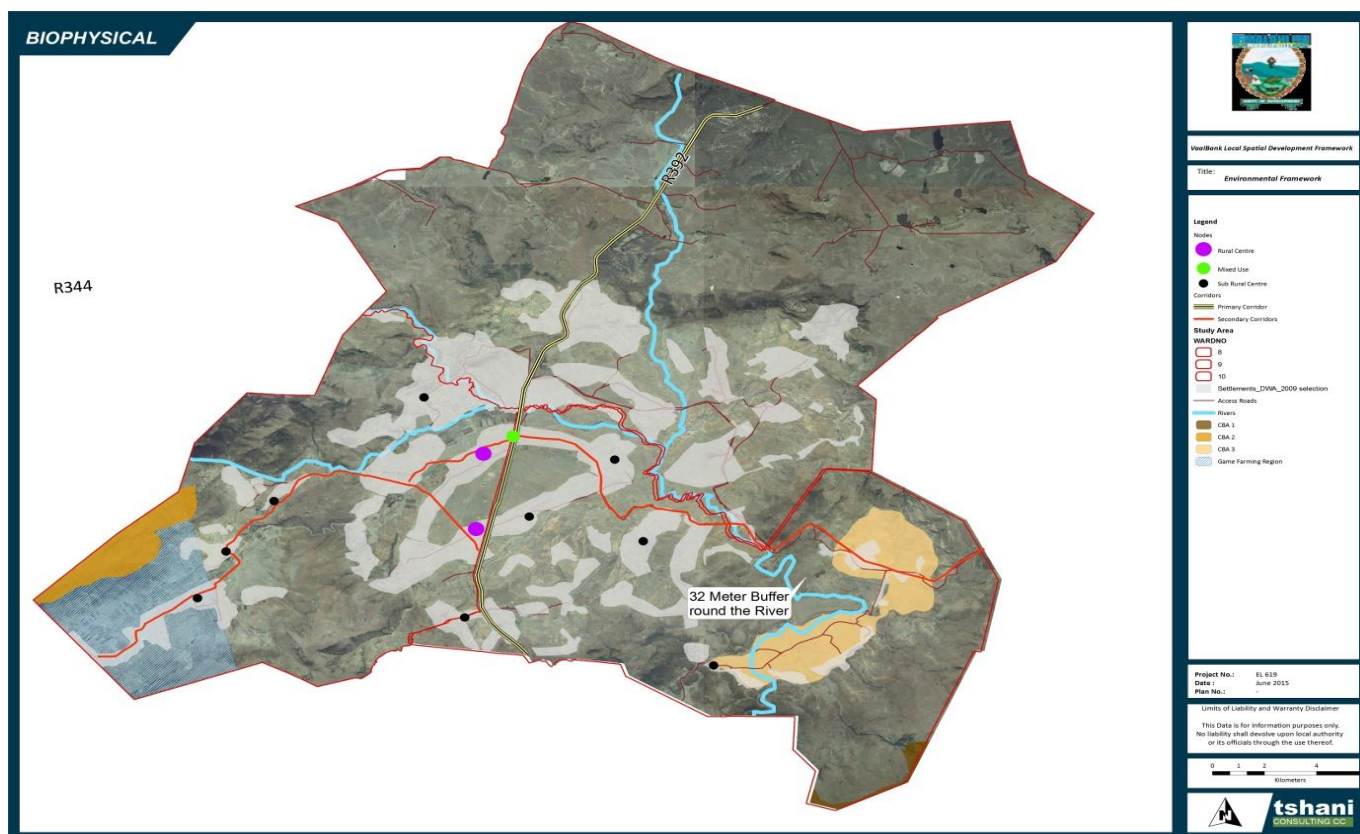 BIOPHYSICAL
R344
R392
32 Meter Buffer
round the River
VaalBank Local Spatial Development Framework
Title:
Environmental Framework
Legend
Nodes
Rural Centre
Mixed Use
Sub Rural Centre
Corridors
Primary Corridor
Secondary Corridors
Study Area
WARDNO
8
9
10
Settlements_DWA_2009 selection
Access Roads
Rivers
CBA 1
CBA 2
CBA 3
Game Farming Region
Project No.: EL 619
Date : June 2015
Plan No.: -
Limits of Liability and Warranty Disclaimer
This Data is for information purposes only.
No liability shall devolve upon local authority
or its officials through the use thereof.
0 1 2 4
Kilometers
N
tshani
CONSULTING CC